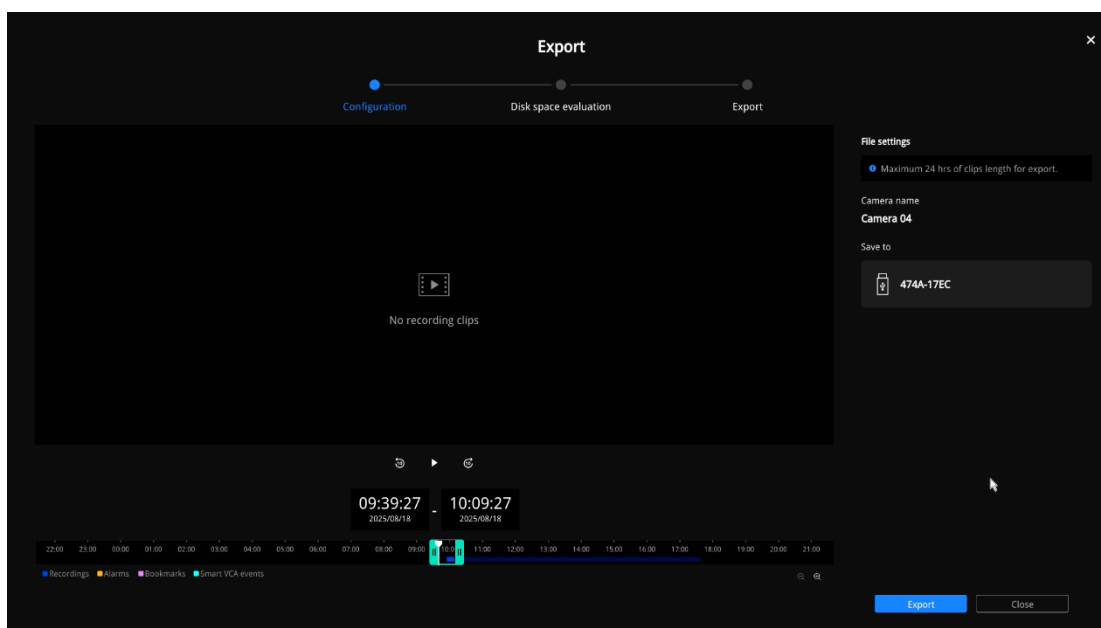 Export
Configuration
Disk space evaluation
Export
File settings
Maximum 24 hrs of clips length for export.
Camera name
Camera 04
Save to
474A-17EC
No recording clips
09:39:27 - 10:09:27
2025/08/18 2025/08/18
22:00 23:00 00:00 01:00 02:00 03:00 04:00 05:00 06:00 07:00 08:00 09:00 10:0 11:00 12:00 13:00 14:00 15:00 16:00 17:00 18:00 19:00 20:00 21:00
Recordings Alarms Bookmarks Smart VCA events
Export Close